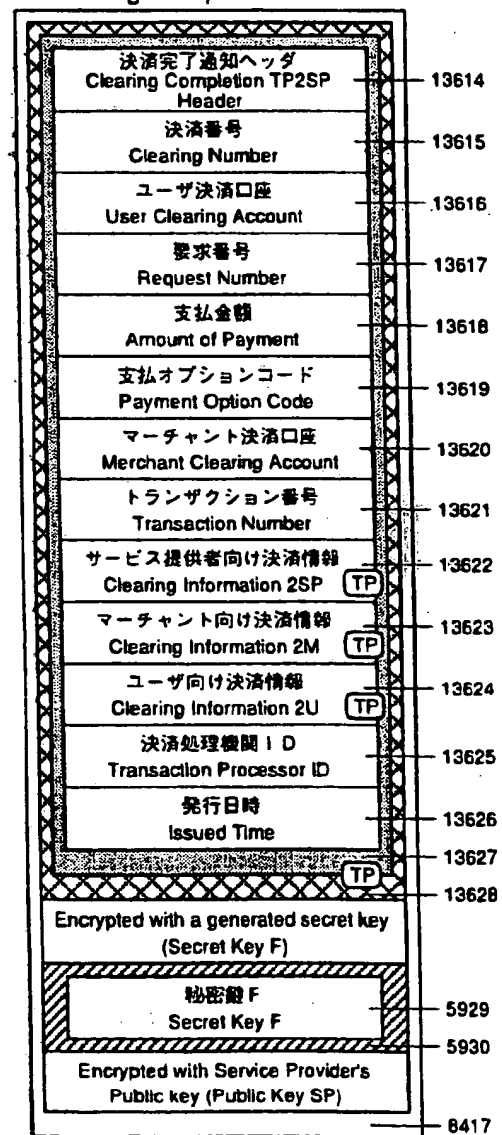 決済完了通知ヘッダ
Clearing Completion TP2SP
Header
13614
決済番号
Clearing Number
13615
ユーザ決済口座
User Clearing Account
13616
要求番号
Request Number
13617
支払金額
Amount of Payment
13618
支払オプションコード
Payment Option Code
13619
マーチャント決済口座
Merchant Clearing Account
13620
トランザクション番号
Transaction Number
13621
サービス提供者向け決済情報
Clearing Information 2SP
TP
13622
マーチャント向け決済情報
Clearing Information 2M
TP
13623
ユーザ向け決済情報
Clearing Information 2U
TP
13624
決済処理機関ID
Transaction Processor ID
13625
発行日時
Issued Time
13626
13627
TP
13628
Encrypted with a generated secret key
(Secret Key F)
秘密鍵F
Secret Key F
5929
5930
Encrypted with Service Provider's
Public key (Public Key SP)
8417